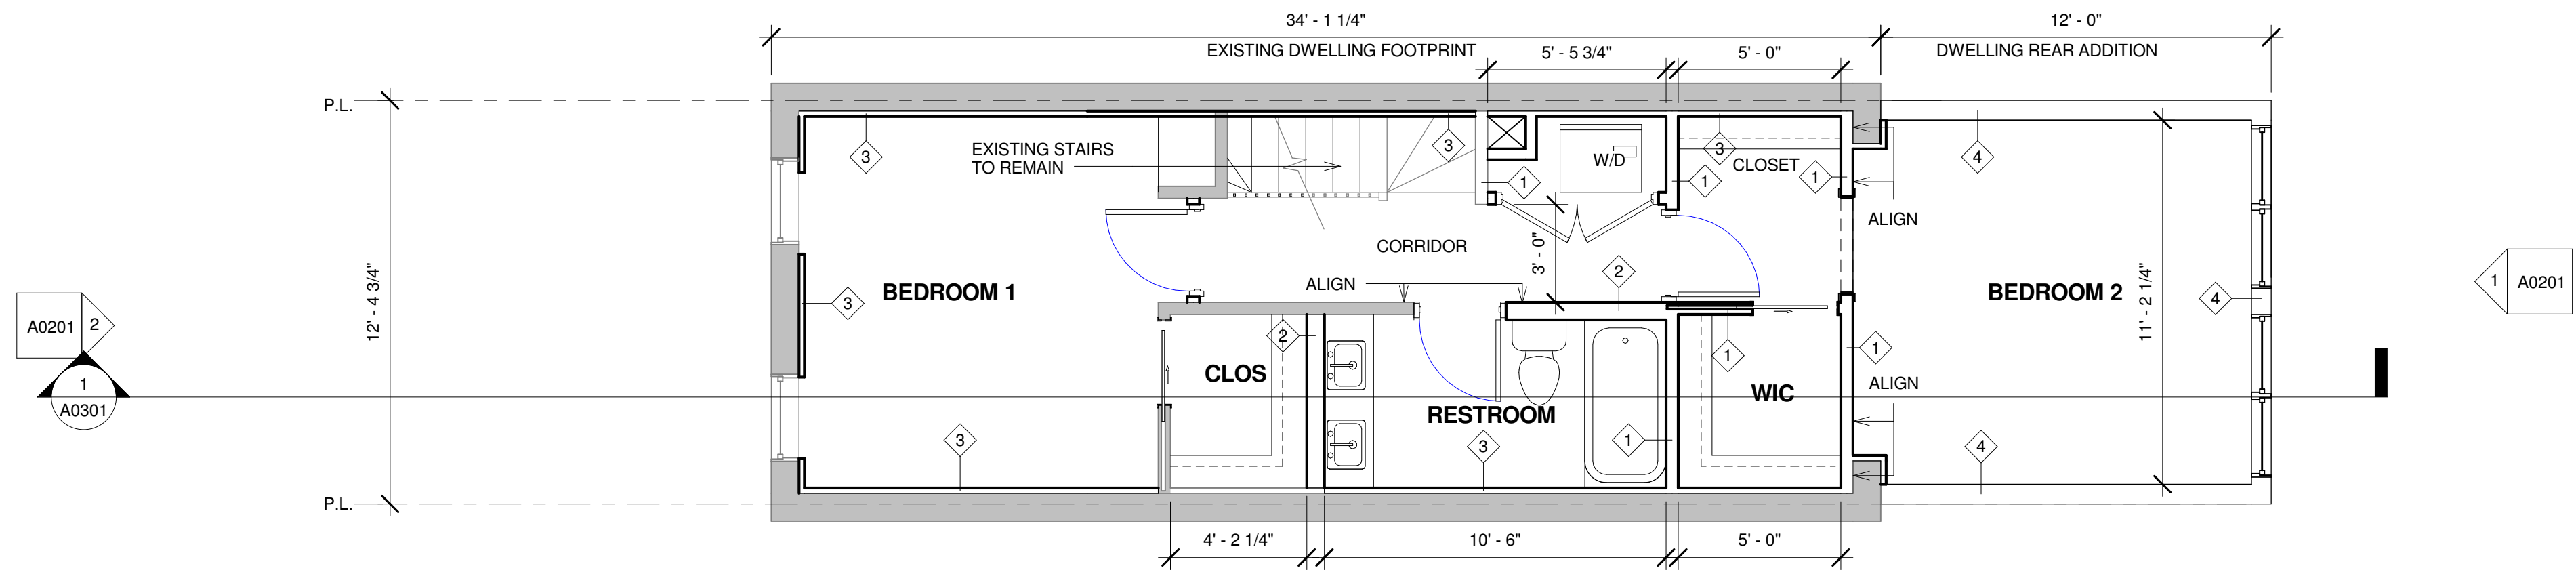 34' - 1 1/4"
12' - 0"
EXISTING DWELLING FOOTPRINT
5' - 5 3/4"
5' - 0"
DWELLING REAR ADDITION
P.L.
EXISTING STAIRS
TO REMAIN
3
3
W/D
3
CLOSET
4
1
1
1
ALIGN
CORRIDOR
3' - 0"
2
ALIGN
BEDROOM 1
3
12' - 4 3/4"
BEDROOM 2
11' - 2 1/4"
4
1
A0201
A0201
2
2
1
1
CLOS
WIC
ALIGN
1
A0301
RESTROOM
3
3
1
4
P.L.
4' - 2 1/4"
10' - 6"
5' - 0"